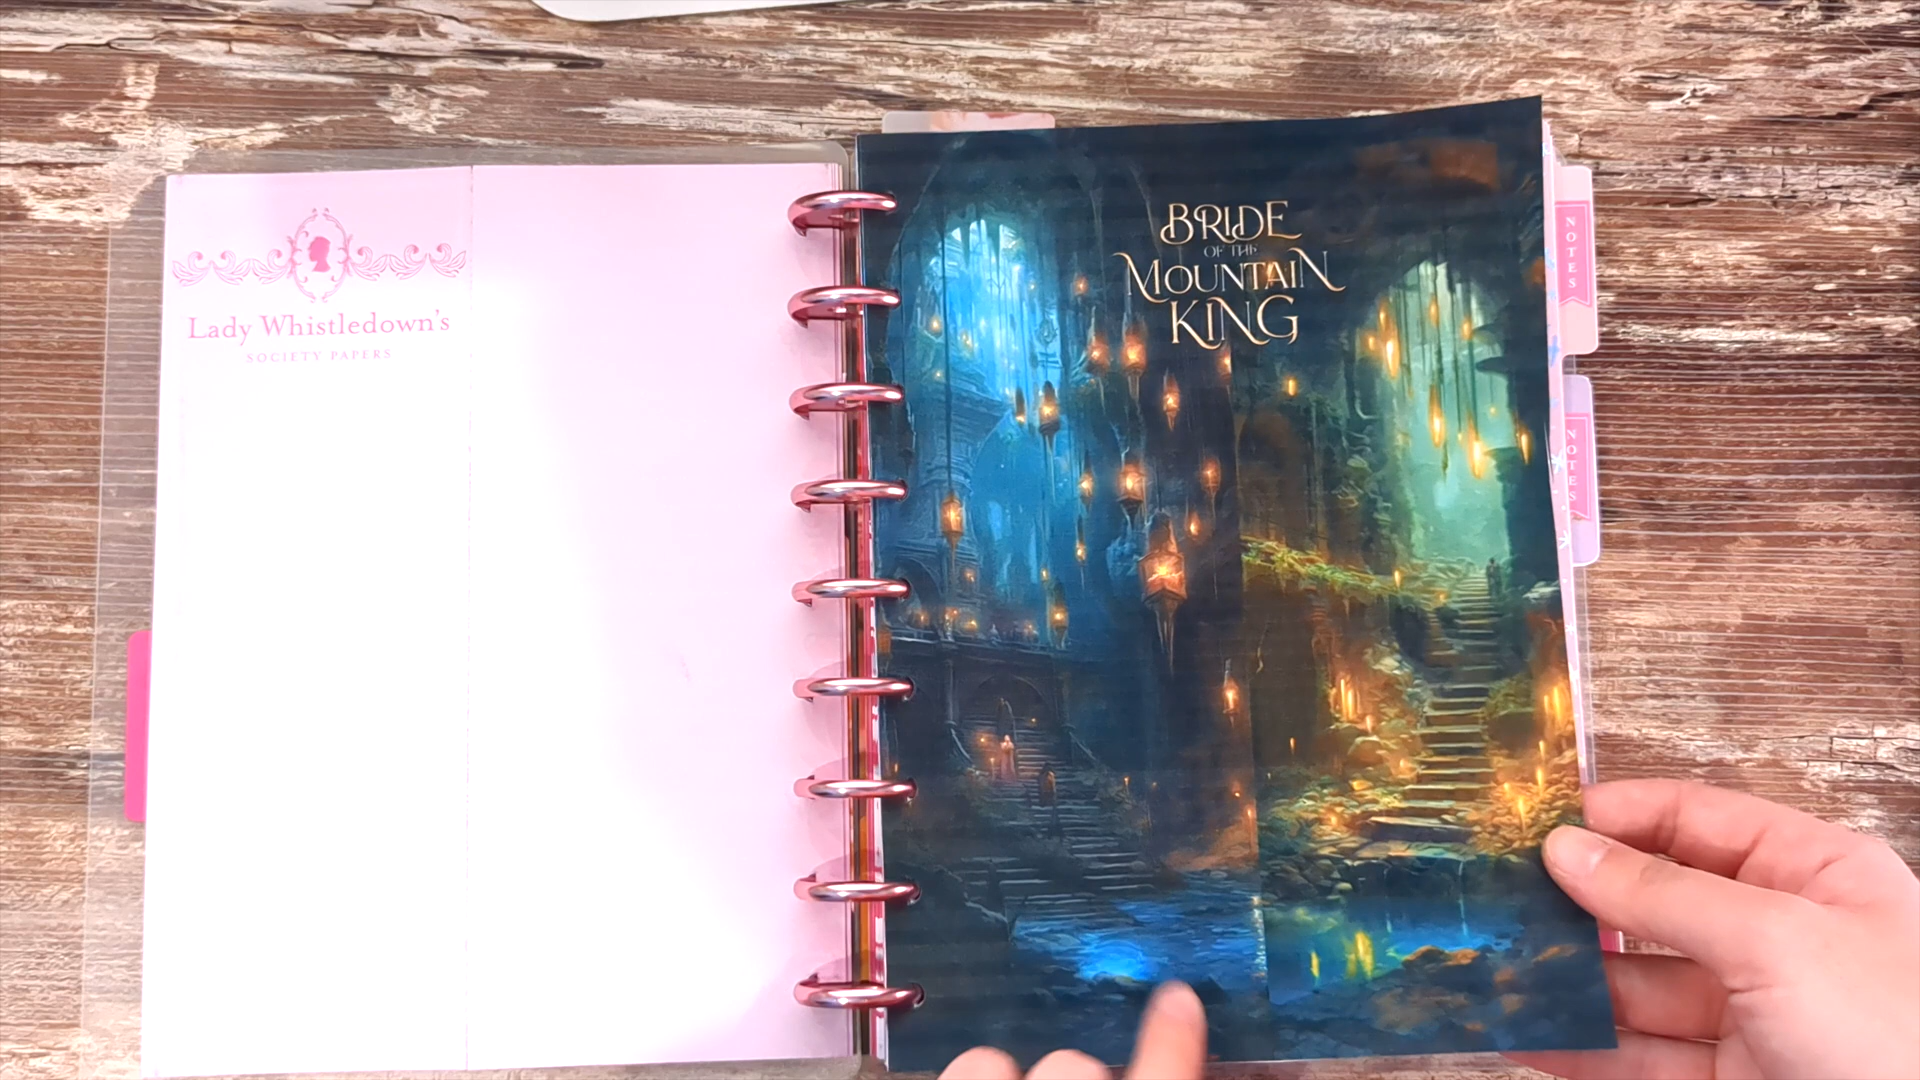 Lady Whistledown's
SOCIETY PAPERS
BRIDE
OF THE
MOUNTAIN
KING
NOTES
NOTES